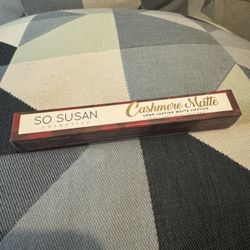 SO SUSAN
COSMETICS
Cashmere Matte
LONG-LASTING MATTE LIPSTICK